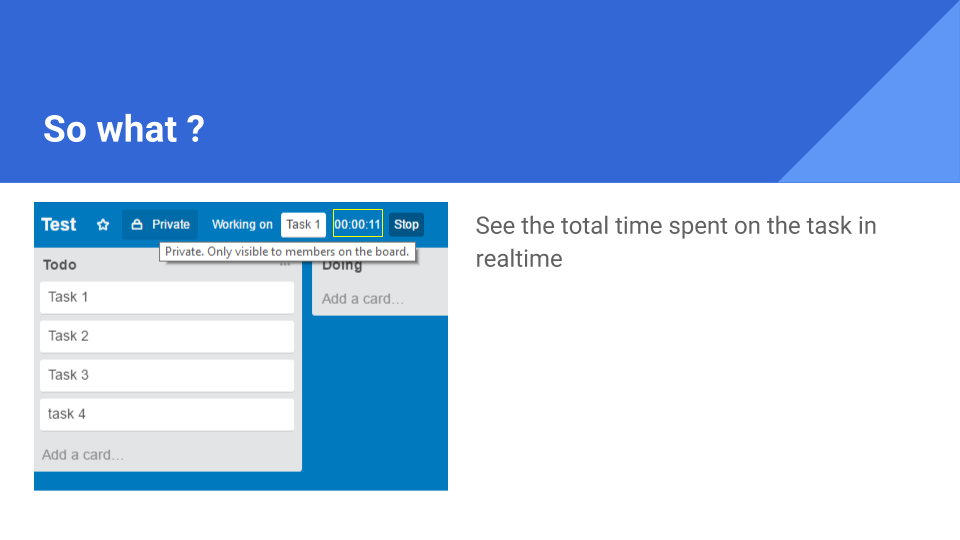 So what ?
Test Private Working on Task 1 00:00:11 Stop
Private. Only visible to members on the board.
Todo
Doing
Task 1
Add a card...
Task 2
Task 3
task 4
Add a card...
See the total time spent on the task in
realtime